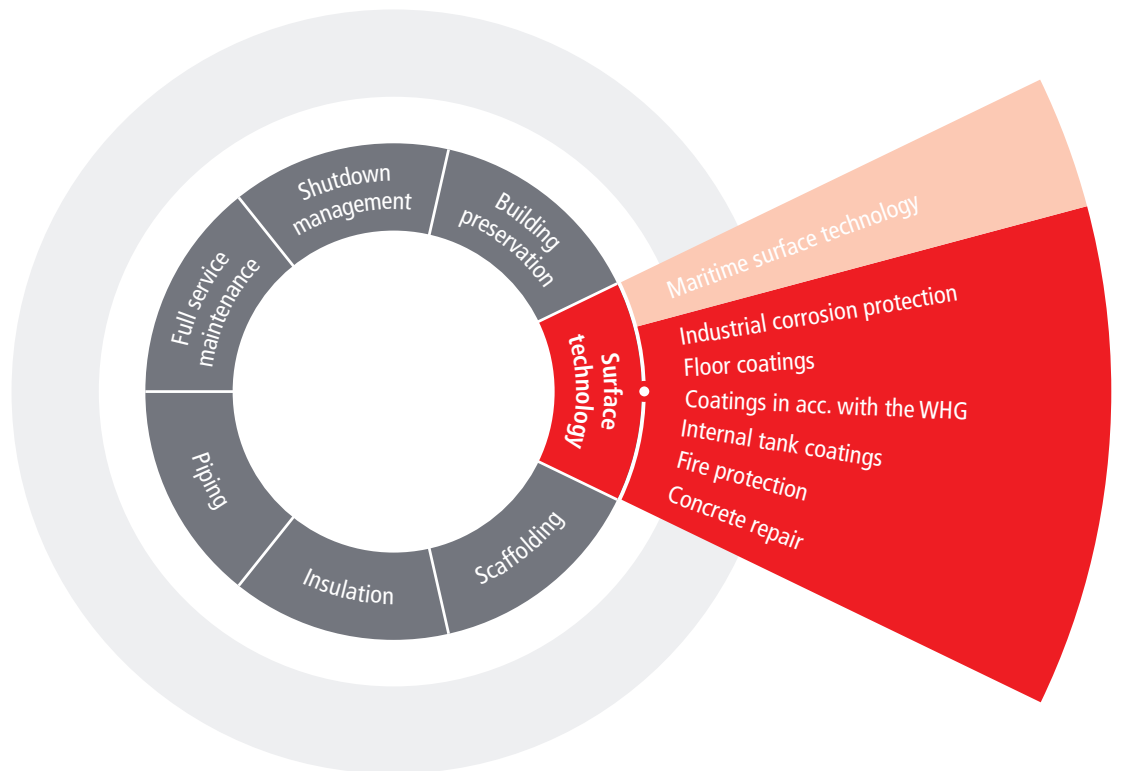 Shutdown
management
Building
preservation
Full service
maintenance
Surface
technology
Piping
Insulation
Scaffolding
Maritime surface technology
Industrial corrosion protection
Floor coatings
Coatings in acc. with the WHG
Internal tank coatings
Fire protection
Concrete repair